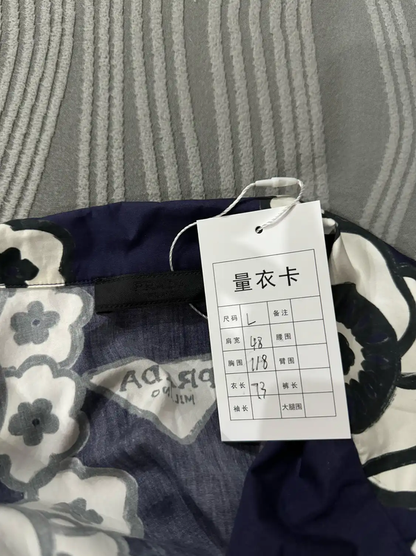 量衣卡
尺码 L 备注
肩宽 48 腰围
胸围 118 臂围
衣长 73 裤长
袖长 大腿围
PRADA
MILANO